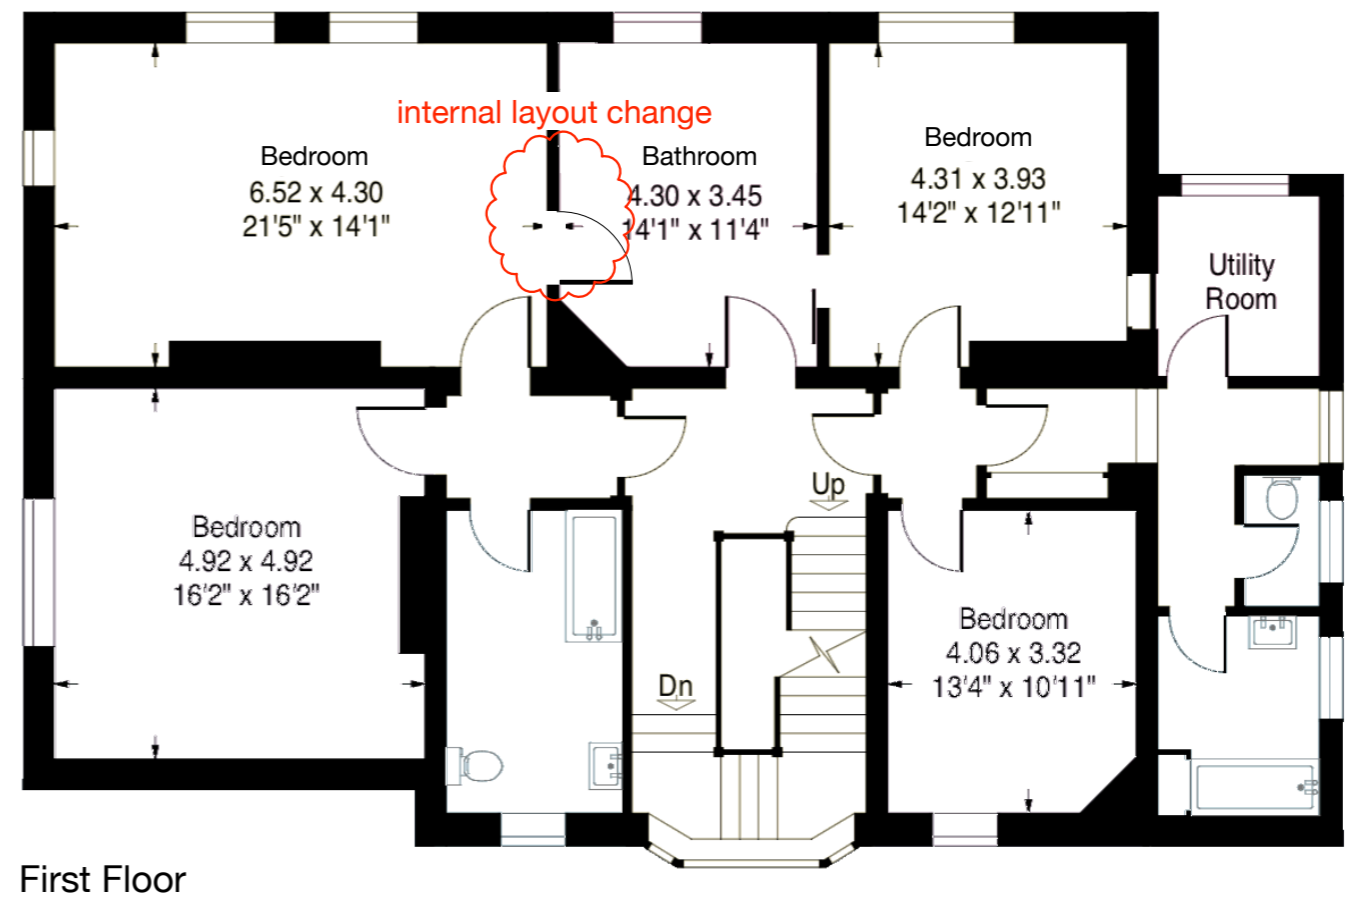 internal layout change
Bedroom
6.52 x 4.30
21'5" x 14'1"
Bathroom
4.30 x 3.45
14'1" x 11'4"
Bedroom
4.31 x 3.93
14'2" x 12'11"
Utility
Room
Bedroom
4.92 x 4.92
16'2" x 16'2"
Up
Dn
Bedroom
4.06 x 3.32
13'4" x 10'11"
First Floor